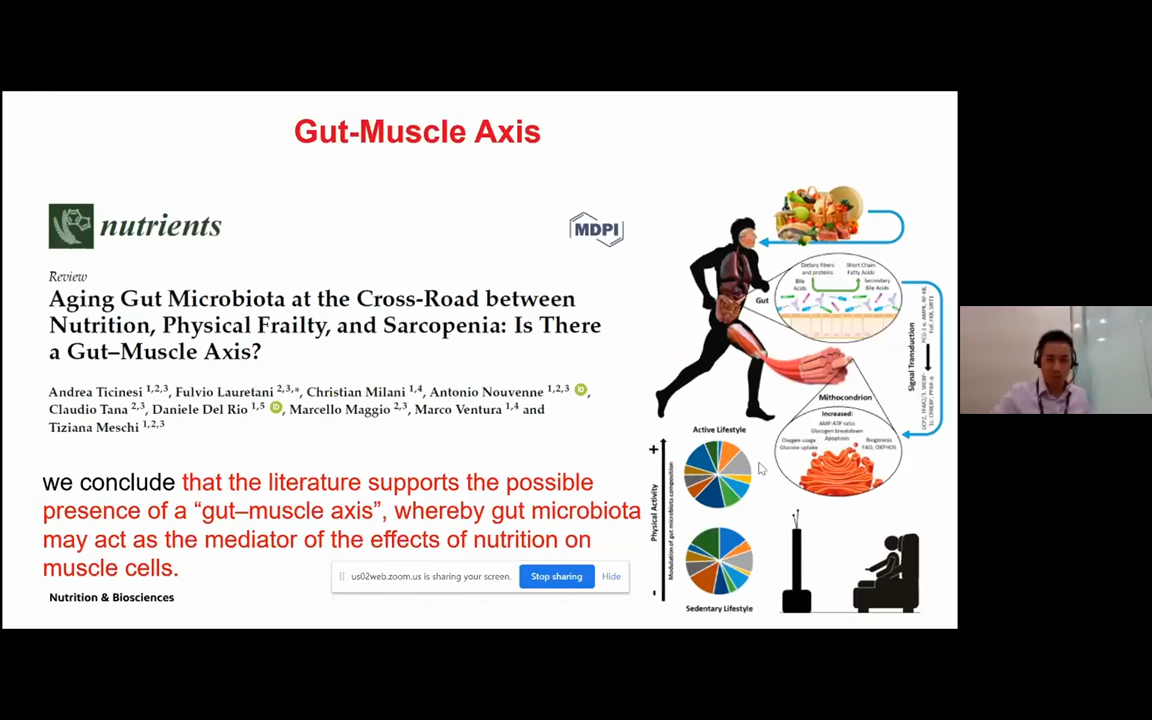 Gut-Muscle Axis
nutrients
MDPI
Review
Aging Gut Microbiota at the Cross-Road between
Nutrition, Physical Frailty, and Sarcopenia: Is There
a Gut–Muscle Axis?
Andrea Ticinesi 1,2,3, Fulvio Lauretani 2,3,*, Christian Milani 1,4, Antonio Nouvenne 1,2,3 iD,
Claudio Tana 2,3, Daniele Del Rio 1,5 iD, Marcello Maggio 2,3, Marco Ventura 1,4 and
Tiziana Meschi 1,2,3
we conclude that the literature supports the possible
presence of a “gut–muscle axis”, whereby gut microbiota
may act as the mediator of the effects of nutrition on
muscle cells.
us02web.zoom.us is sharing your screen.
Stop sharing
Hide
Nutrition & Biosciences
Dietary fibers
and proteins
Short Chain
Fatty Acids
Bile
Acids
Secondary
Bile Acids
Gut
Signal Transduction
Mithocondrion
Increased:
AMP:ATP ratio
Glycogen breakdown
Apoptosis
Oxygen usage
Glucose uptake
Biogenesis
FAO, OXPHOS
Active Lifestyle
+
Physical Activity
Modulation of gut microbiota composition
-
Sedentary Lifestyle